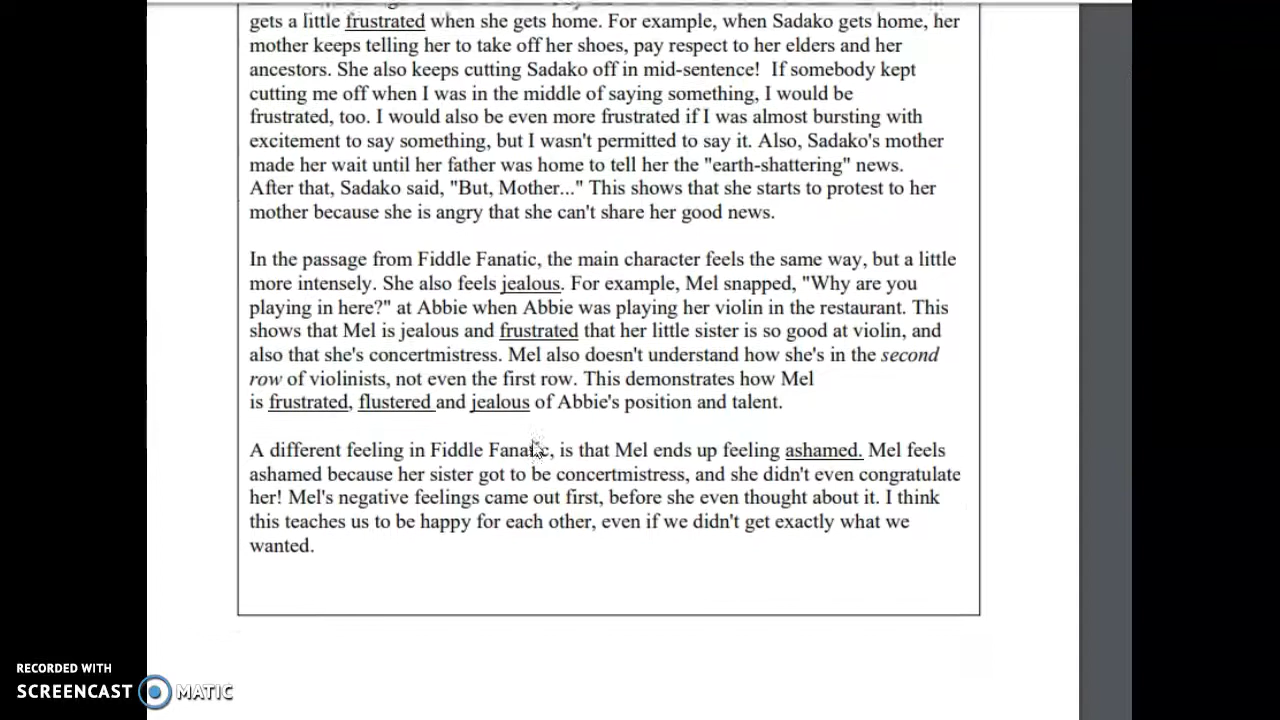 gets a little frustrated when she gets home. For example, when Sadako gets home, her
mother keeps telling her to take off her shoes, pay respect to her elders and her
ancestors. She also keeps cutting Sadako off in mid-sentence!  If somebody kept
cutting me off when I was in the middle of saying something, I would be
frustrated, too. I would also be even more frustrated if I was almost bursting with
excitement to say something, but I wasn't permitted to say it. Also, Sadako's mother
made her wait until her father was home to tell her the "earth-shattering" news.
After that, Sadako said, "But, Mother..." This shows that she starts to protest to her
mother because she is angry that she can't share her good news.
In the passage from Fiddle Fanatic, the main character feels the same way, but a little
more intensely. She also feels jealous. For example, Mel snapped, "Why are you
playing in here?" at Abbie when Abbie was playing her violin in the restaurant. This
shows that Mel is jealous and frustrated that her little sister is so good at violin, and
also that she's concertmistress. Mel also doesn't understand how she's in the second
row of violinists, not even the first row. This demonstrates how Mel
is frustrated, flustered and jealous of Abbie's position and talent.
A different feeling in Fiddle Fanatic, is that Mel ends up feeling ashamed. Mel feels
ashamed because her sister got to be concertmistress, and she didn't even congratulate
her! Mel's negative feelings came out first, before she even thought about it. I think
this teaches us to be happy for each other, even if we didn't get exactly what we
wanted.
RECORDED WITH
SCREENCAST MATIC